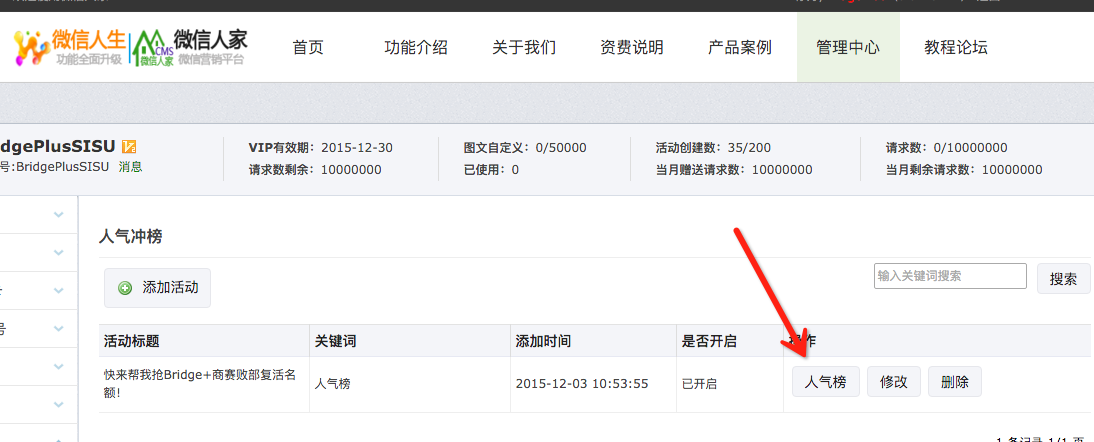 微信人生
功能全面升级
CMS
微信人家
微信人家
微信营销平台
首页
功能介绍
关于我们
资费说明
产品案例
管理中心
教程论坛
dgePlusSISU
号:BridgePlusSISU 消息
VIP有效期：2015-12-30
请求数剩余：10000000
图文自定义：0/50000
已使用：0
活动创建数：35/200
当月赠送请求数：10000000
请求数：0/10000000
当月剩余请求数：10000000
号
人气冲榜
添加活动
输入关键词搜索
搜索
活动标题
关键词
添加时间
是否开启
操作
快来帮我抢Bridge+商赛败部复活名
额！
人气榜
2015-12-03 10:53:55
已开启
人气榜
修改
删除
1 条记录 1/1 页